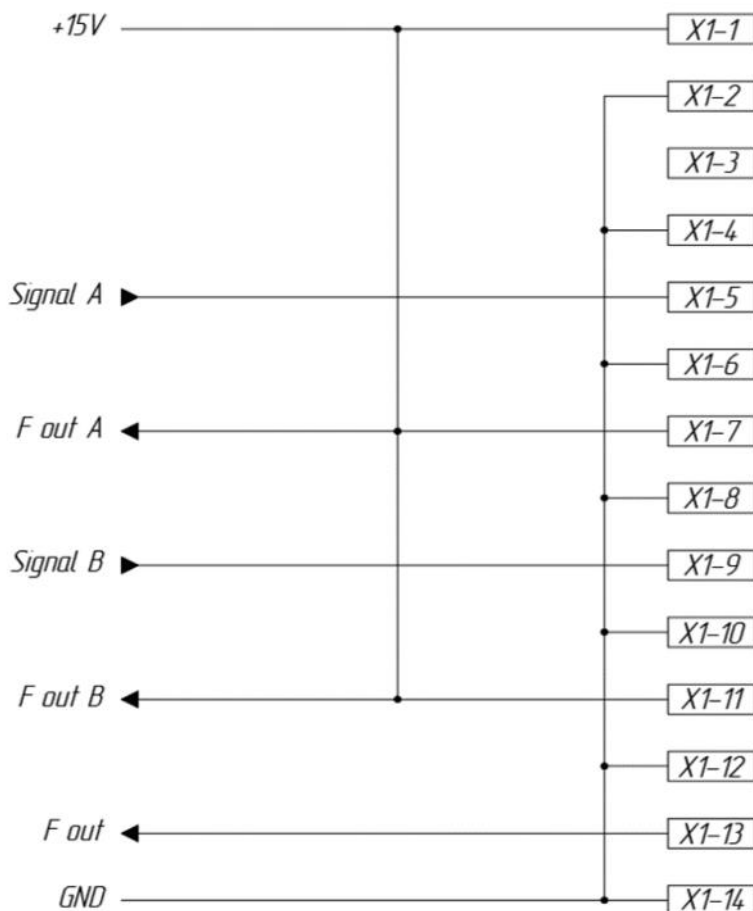 +15V X1-1
X1-2
X1-3
X1-4
Signal A X1-5
X1-6
F out A X1-7
X1-8
Signal B X1-9
X1-10
F out B X1-11
X1-12
F out X1-13
GND X1-14